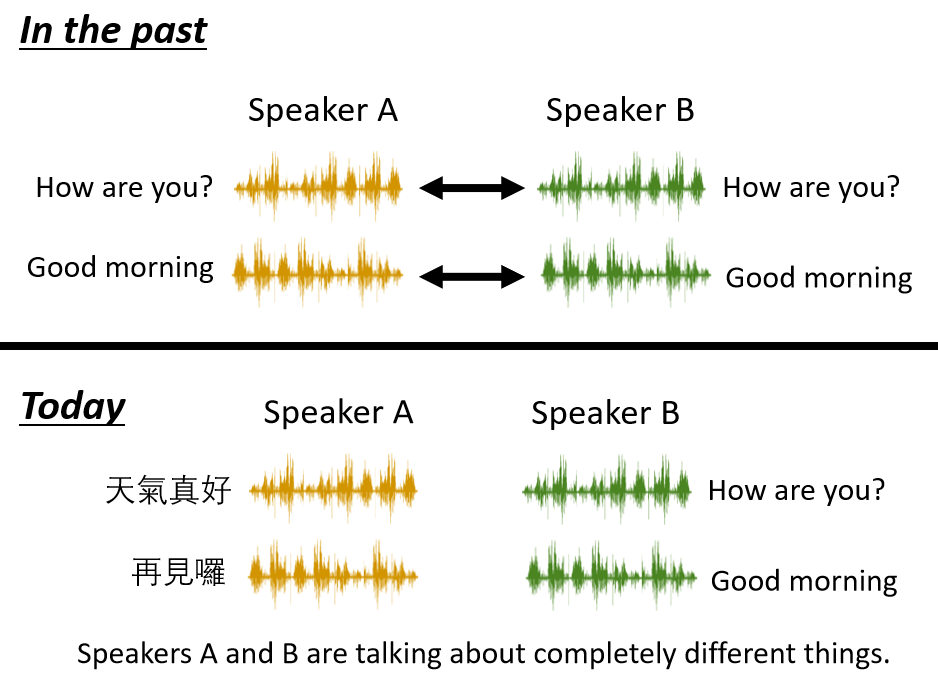 In the past
Speaker A Speaker B
How are you? How are you?
Good morning Good morning
Today
Speaker A Speaker B
天氣真好 How are you?
再見囉 Good morning
Speakers A and B are talking about completely different things.